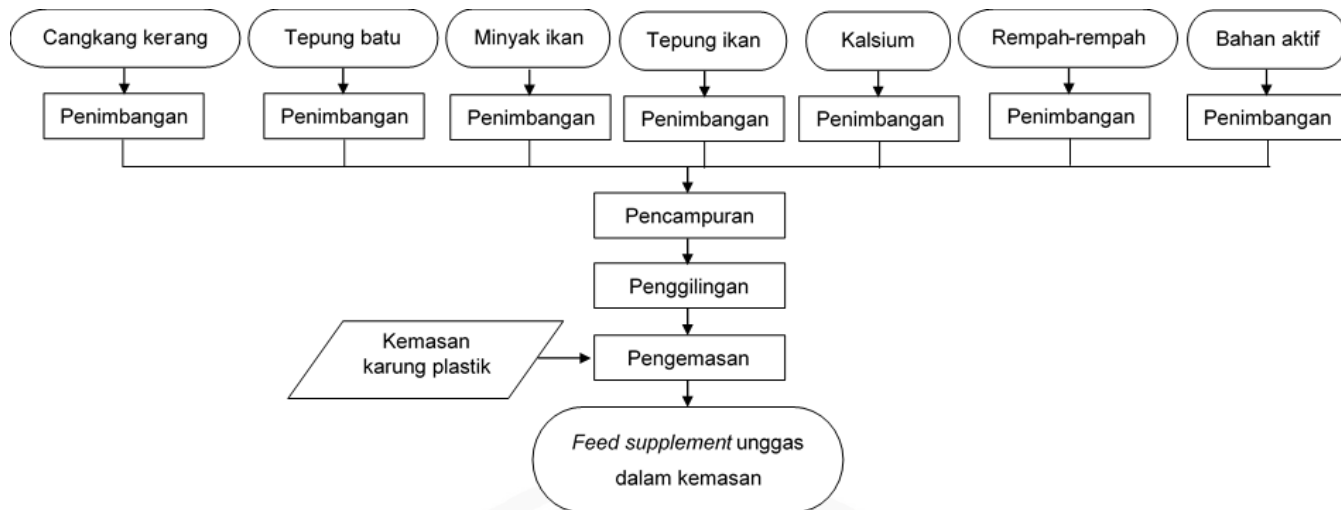 Cangkang kerang
Tepung batu
Minyak ikan
Tepung ikan
Kalsium
Rempah-rempah
Bahan aktif
Penimbangan
Penimbangan
Penimbangan
Penimbangan
Penimbangan
Penimbangan
Penimbangan
Pencampuran
Penggilingan
Kemasan
karung plastik
Pengemasan
Feed supplement unggas
dalam kemasan